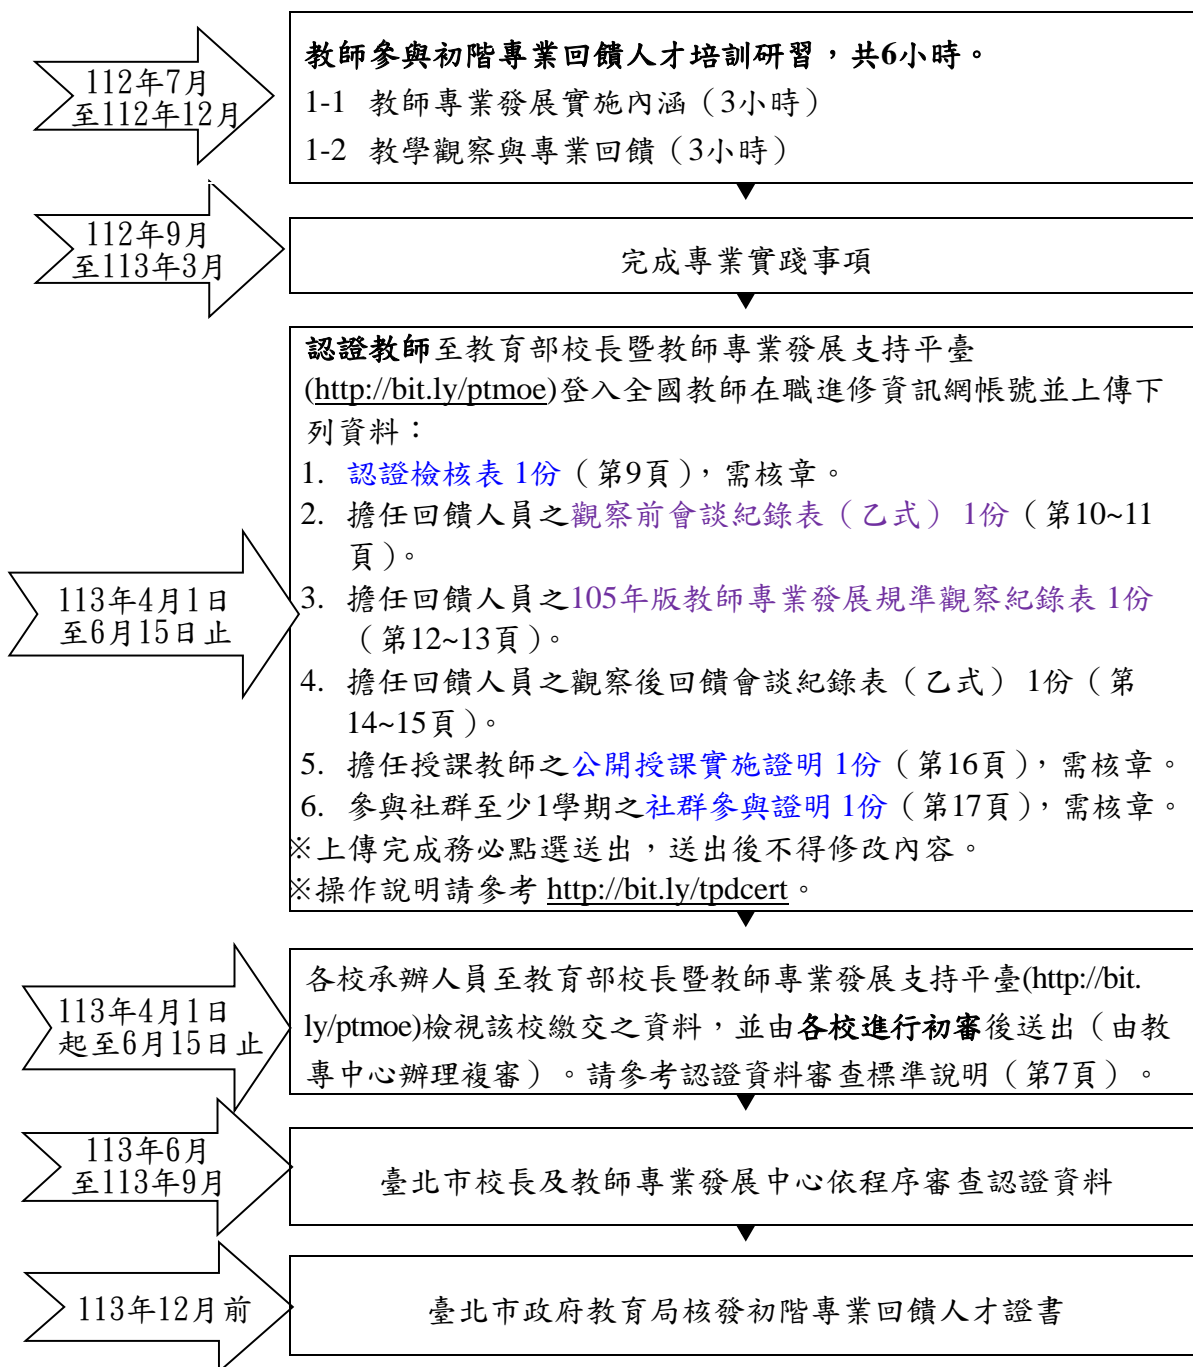 112年7月
至112年12月
教師參與初階專業回饋人才培訓研習，共6小時。
1-1 教師專業發展實施內涵（3小時）
1-2 教學觀察與專業回饋（3小時）
112年9月
至113年3月
完成專業實踐事項
113年4月1日
至6月15日止
認證教師至教育部校長暨教師專業發展支持平臺
(http://bit.ly/ptmoe)登入全國教師在職進修資訊網帳號並上傳下
列資料：
1. 認證檢核表 1份（第9頁），需核章。
2. 擔任回饋人員之觀察前會談紀錄表（乙式） 1份（第10~11
頁）。
3. 擔任回饋人員之105年版教師專業發展規準觀察紀錄表 1份
（第12~13頁）。
4. 擔任回饋人員之觀察後回饋會談紀錄表（乙式） 1份（第
14~15頁）。
5. 擔任授課教師之公開授課實施證明 1份（第16頁），需核章。
6. 參與社群至少1學期之社群參與證明 1份（第17頁），需核章。
※上傳完成務必點選送出，送出後不得修改內容。
※操作說明請參考 http://bit.ly/tpdcert。
113年4月1日
起至6月15日止
各校承辦人員至教育部校長暨教師專業發展支持平臺(http://bit.
ly/ptmoe)檢視該校繳交之資料，並由各校進行初審後送出（由教
專中心辦理複審）。請參考認證資料審查標準說明（第7頁）。
113年6月
至113年9月
臺北市校長及教師專業發展中心依程序審查認證資料
113年12月前
臺北市政府教育局核發初階專業回饋人才證書